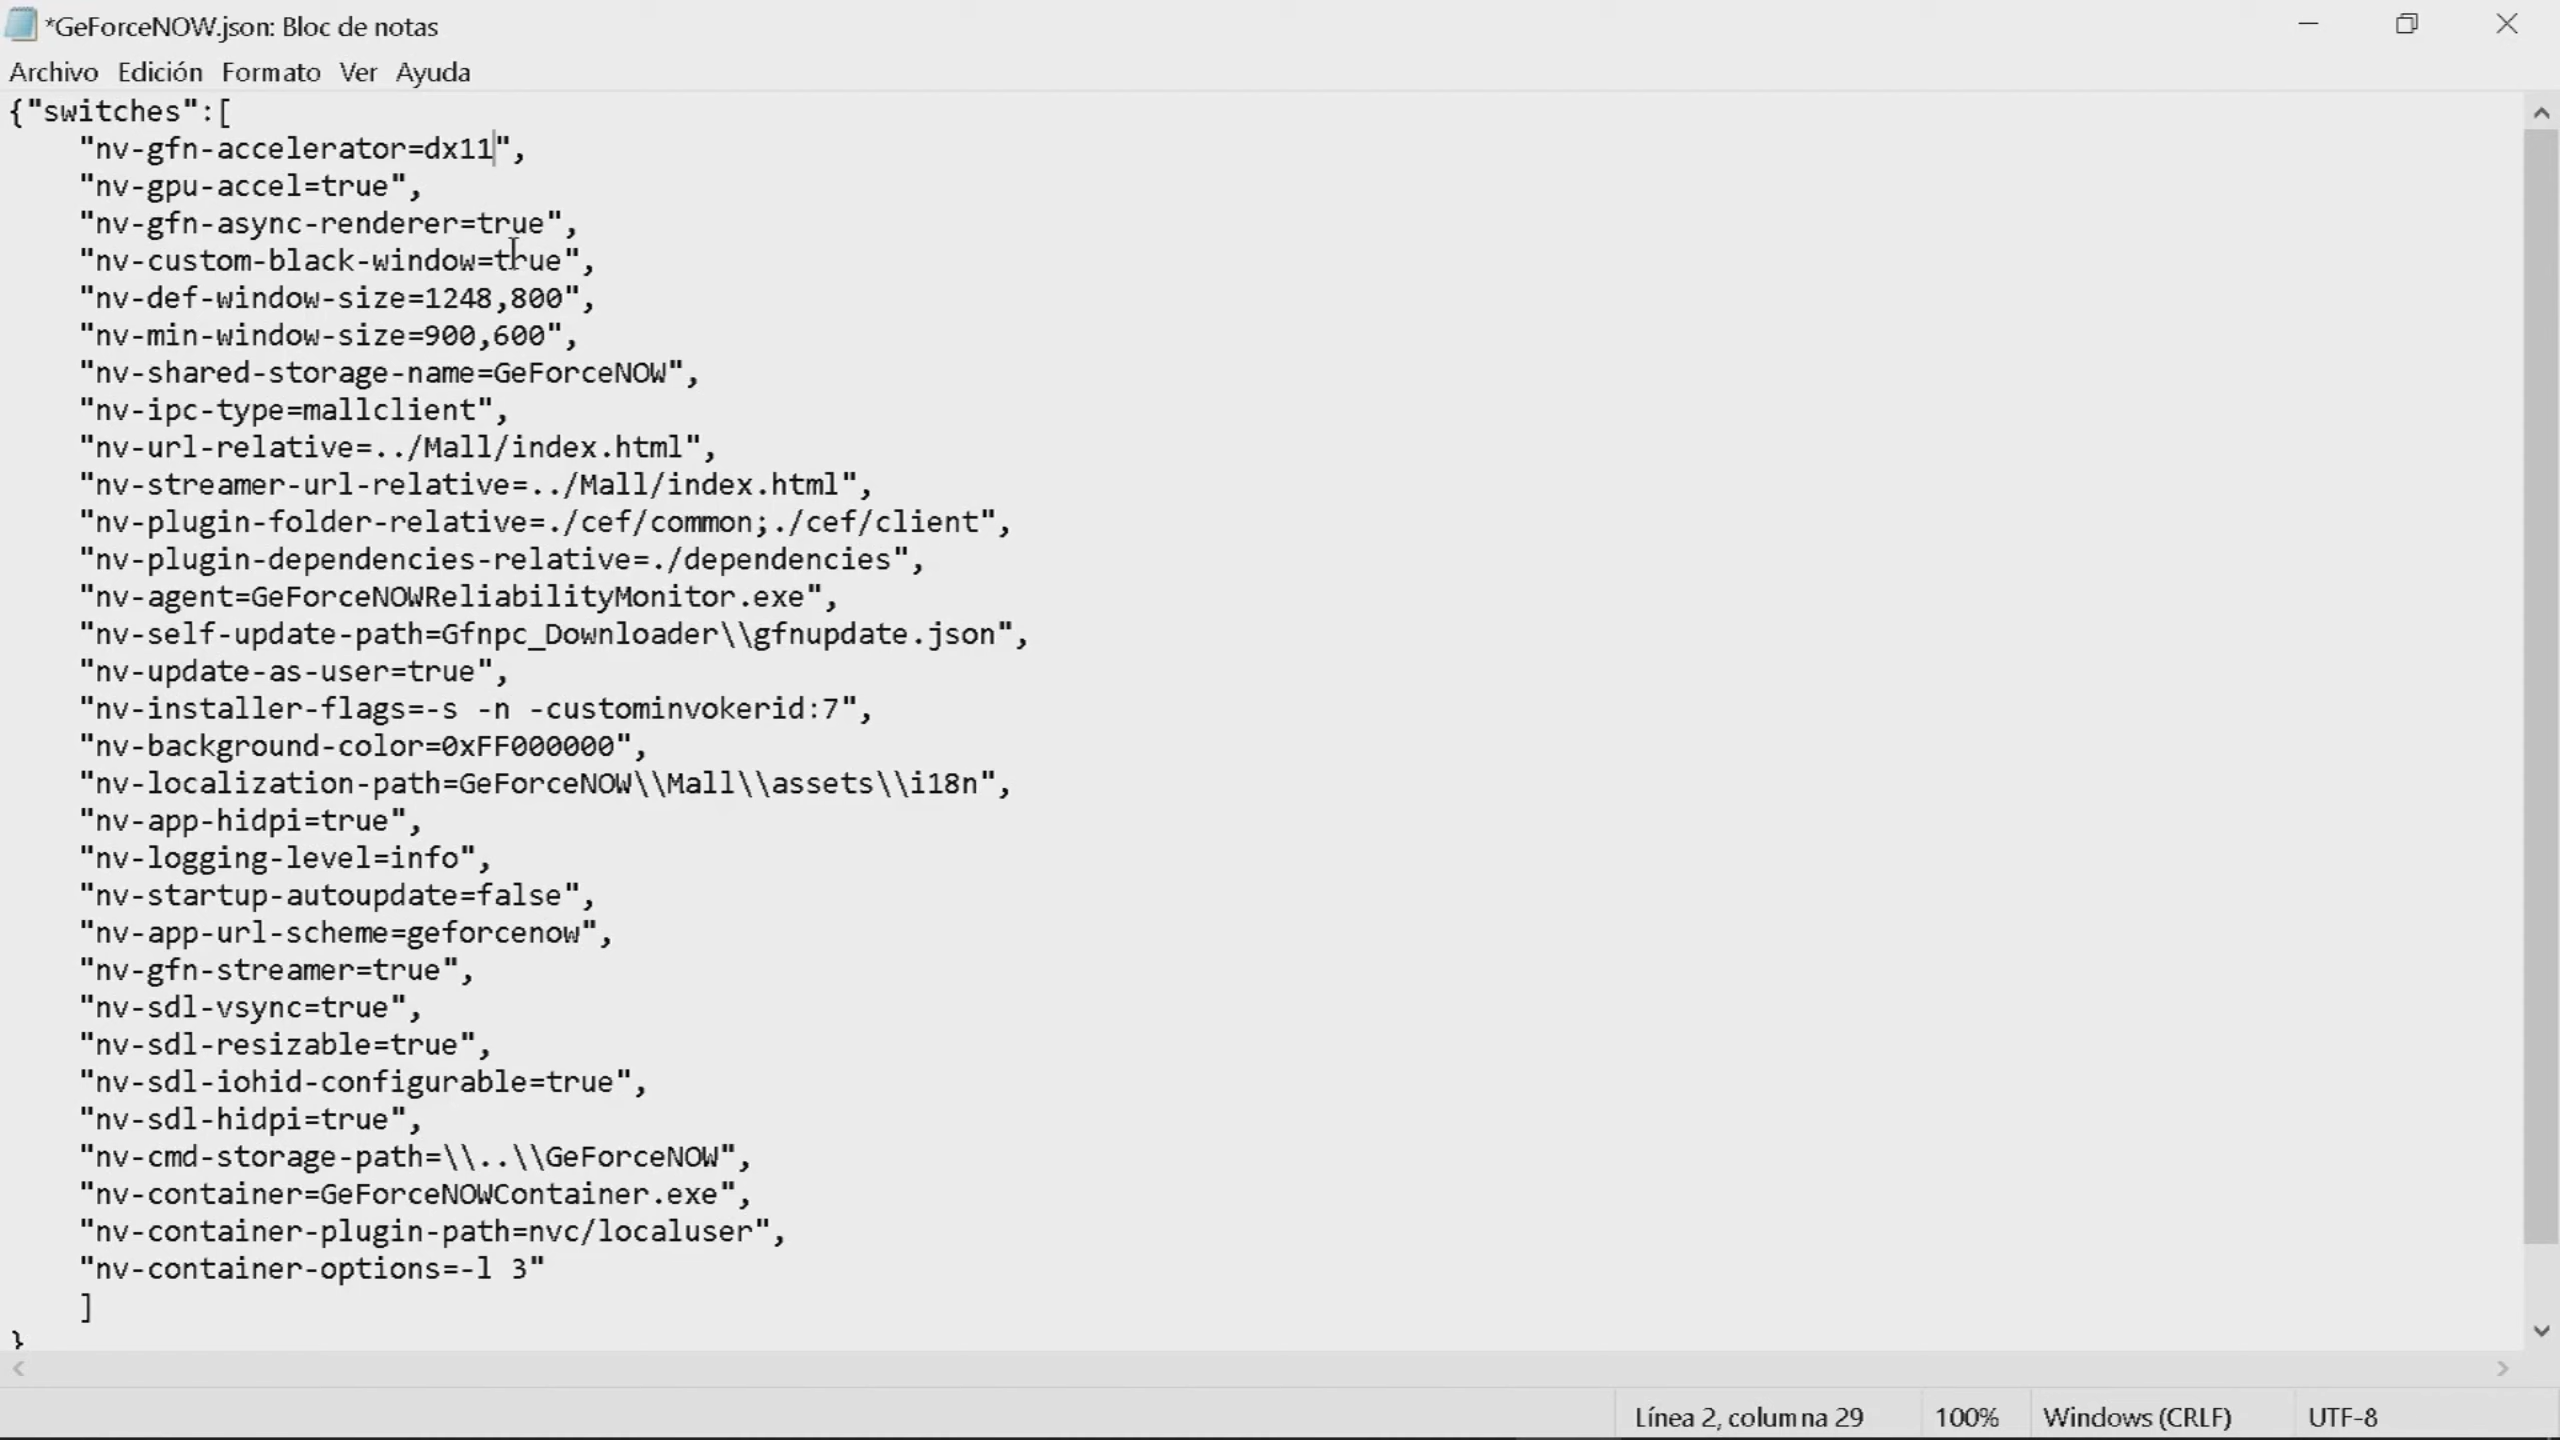 *GeForceNOW.json: Bloc de notas
Archivo Edición Formato Ver Ayuda
{"switches":[
"nv-gfn-accelerator=dx11",
"nv-gpu-accel=true",
"nv-gfn-async-renderer=true",
"nv-custom-black-window=true",
"nv-def-window-size=1248,800",
"nv-min-window-size=900,600",
"nv-shared-storage-name=GeForceNOW",
"nv-ipc-type=mallclient",
"nv-url-relative=../Mall/index.html",
"nv-streamer-url-relative=../Mall/index.html",
"nv-plugin-folder-relative=./cef/common;./cef/client",
"nv-plugin-dependencies-relative=./dependencies",
"nv-agent=GeForceNOWReliabilityMonitor.exe",
"nv-self-update-path=Gfnpc_Downloader\\gfnupdate.json",
"nv-update-as-user=true",
"nv-installer-flags=-s -n -custominvokerid:7",
"nv-background-color=0xFF000000",
"nv-localization-path=GeForceNOW\\Mall\\assets\\i18n",
"nv-app-hidpi=true",
"nv-logging-level=info",
"nv-startup-autoupdate=false",
"nv-app-url-scheme=geforcenow",
"nv-gfn-streamer=true",
"nv-sdl-vsync=true",
"nv-sdl-resizable=true",
"nv-sdl-iohid-configurable=true",
"nv-sdl-hidpi=true",
"nv-cmd-storage-path=\\..\\GeForceNOW",
"nv-container=GeForceNOWContainer.exe",
"nv-container-plugin-path=nvc/localuser",
"nv-container-options=-l 3"
]
}
Línea 2, columna 29 100% Windows (CRLF) UTF-8